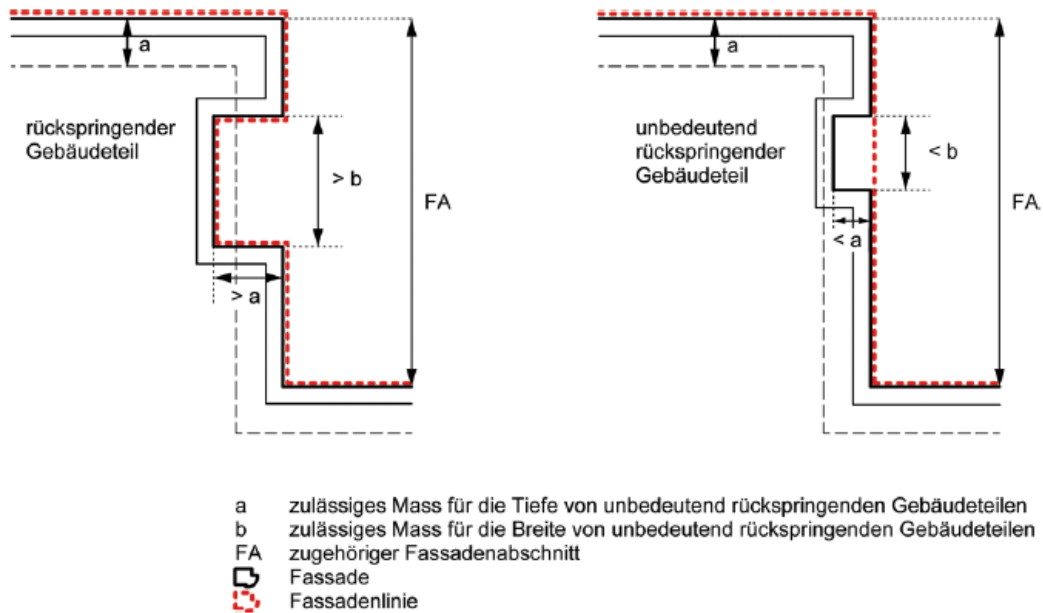 a
rückspringender
Gebäudeteil
> b
FA
> a
a
unbedeutend
rückspringender
Gebäudeteil
< b
FA
< a
a zulässiges Mass für die Tiefe von unbedeutend rückspringenden Gebäudeteilen
b zulässiges Mass für die Breite von unbedeutend rückspringenden Gebäudeteilen
FA zugehöriger Fassadenabschnitt
Fassade
Fassadenlinie